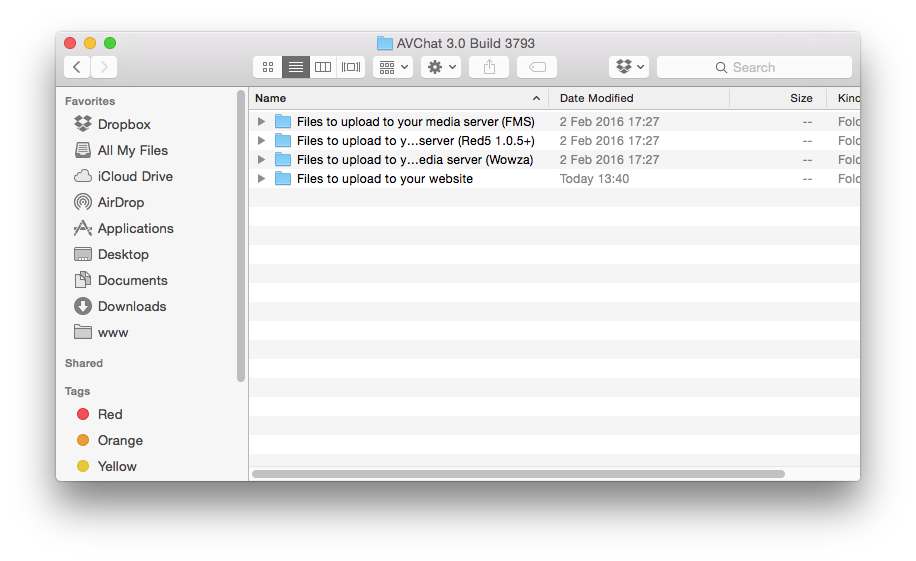 AVChat 3.0 Build 3793
Search
Favorites
Dropbox
All My Files
iCloud Drive
AirDrop
Applications
Desktop
Documents
Downloads
www
Shared
Tags
Red
Orange
Yellow
Name Date Modified Size Kind
Files to upload to your media server (FMS) 2 Feb 2016 17:27 -- Fold
Files to upload to y...server (Red5 1.0.5+) 2 Feb 2016 17:27 -- Fold
Files to upload to y...edia server (Wowza) 2 Feb 2016 17:27 -- Fold
Files to upload to your website Today 13:40 -- Fold